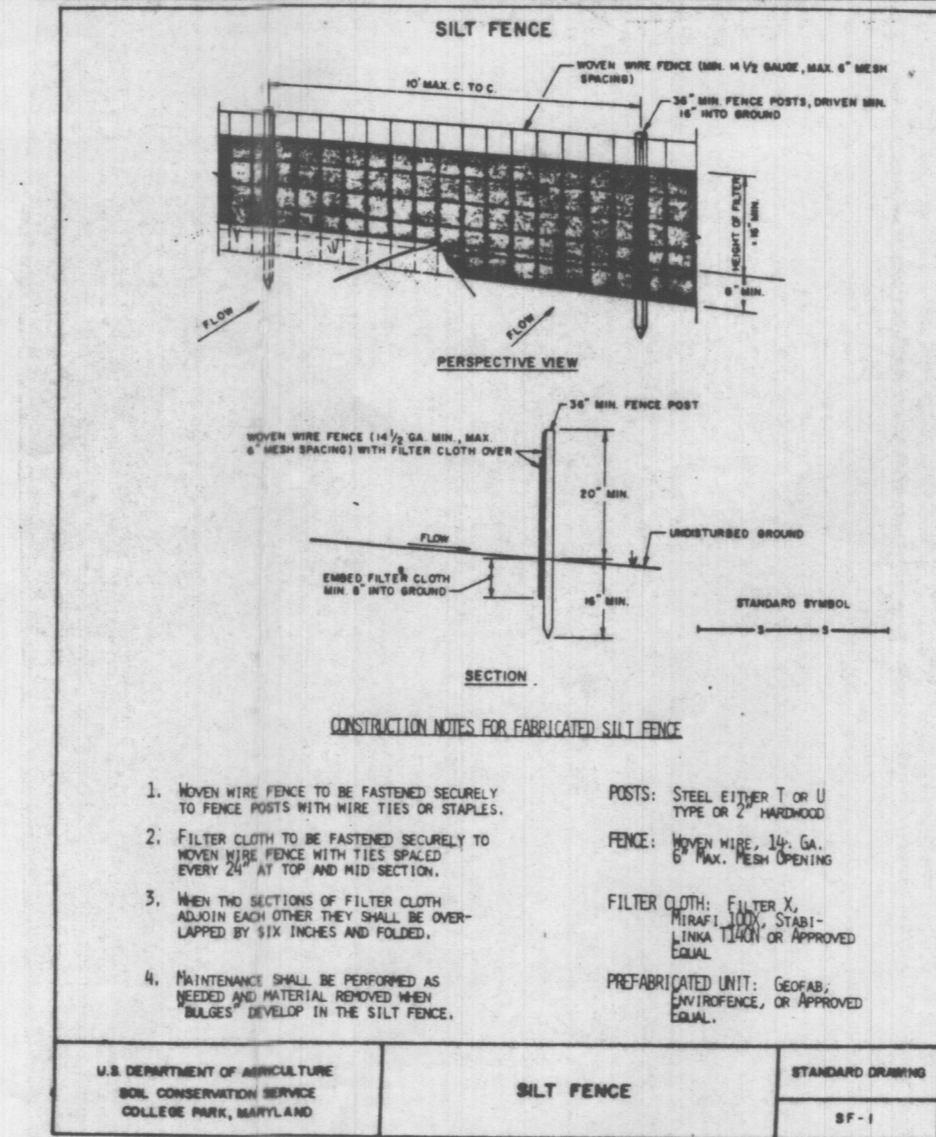 SILT FENCE
WOVEN WIRE FENCE (MIN. 14 1/2 GAUGE, MAX. 6" MESH
SPACING)
10' MAX. C. TO C.
36" MIN. FENCE POSTS, DRIVEN MIN.
16" INTO GROUND
HEIGHT OF FILTER
= 16" MIN.
8" MIN.
FLOW
FLOW
PERSPECTIVE VIEW
36" MIN. FENCE POST
WOVEN WIRE FENCE (14 1/2 GA. MIN., MAX.
6" MESH SPACING) WITH FILTER CLOTH OVER
20" MIN.
FLOW
UNDISTURBED GROUND
EMBED FILTER CLOTH
MIN. 8" INTO GROUND
16" MIN.
STANDARD SYMBOL
S S
SECTION
CONSTRUCTION NOTES FOR FABRICATED SILT FENCE
1. WOVEN WIRE FENCE TO BE FASTENED SECURELY
TO FENCE POSTS WITH WIRE TIES OR STAPLES.
2. FILTER CLOTH TO BE FASTENED SECURELY TO
WOVEN WIRE FENCE WITH TIES SPACED
EVERY 24" AT TOP AND MID SECTION.
3. WHEN TWO SECTIONS OF FILTER CLOTH
ADJOIN EACH OTHER THEY SHALL BE OVER-
LAPPED BY SIX INCHES AND FOLDED.
4. MAINTENANCE SHALL BE PERFORMED AS
NEEDED AND MATERIAL REMOVED WHEN
"BULGES" DEVELOP IN THE SILT FENCE.
POSTS: STEEL EITHER T OR U
TYPE OR 2" HARDWOOD
FENCE: WOVEN WIRE, 14. GA.
6" MAX. MESH OPENING
FILTER CLOTH: FILTER X,
MIRAFI 100X, STABI-
LINKA T140N OR APPROVED
EQUAL
PREFABRICATED UNIT: GEOFAB,
ENVIROFENCE, OR APPROVED
EQUAL.
U.S. DEPARTMENT OF AGRICULTURE
SOIL CONSERVATION SERVICE
COLLEGE PARK, MARYLAND
SILT FENCE
STANDARD DRAWING
SF-1